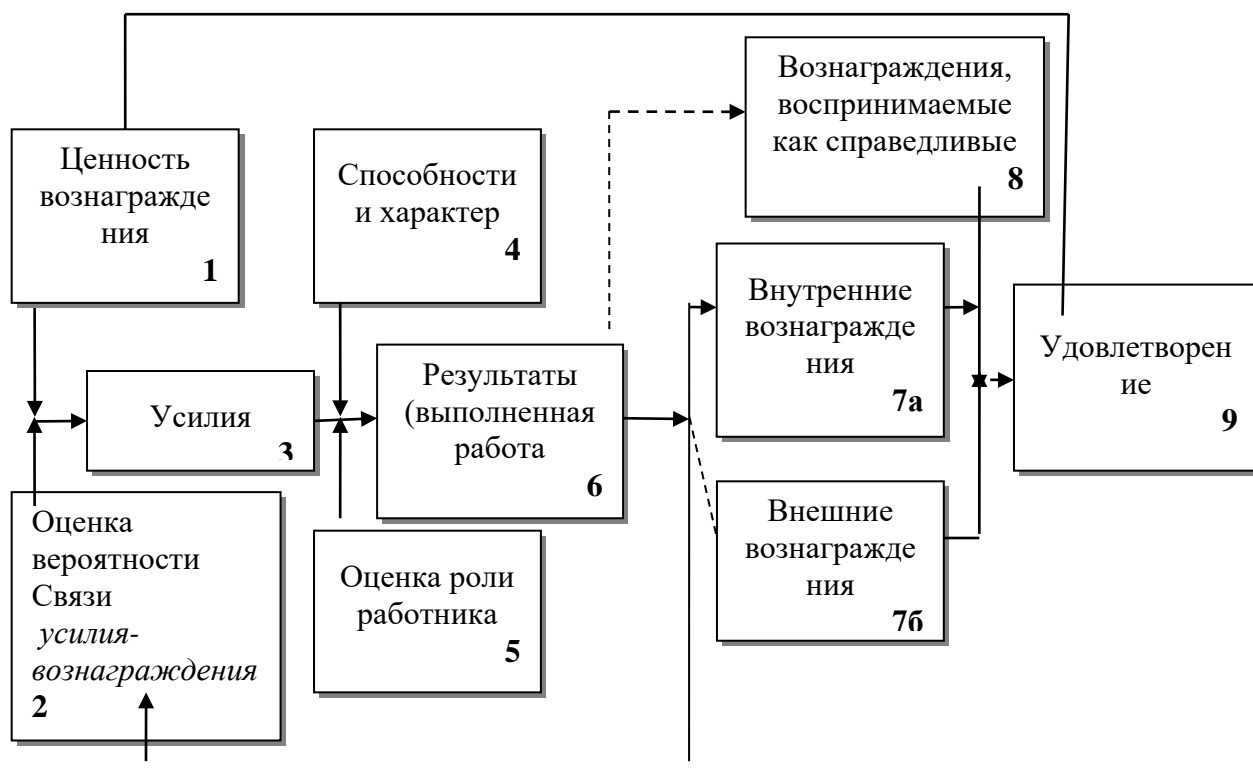 Ценность
вознагражде
ния
1
Оценка
вероятности
Связи
усилия-
вознаграждения
2
Усилия
3
Способности
и характер
4
Оценка роли
работника
5
Результаты
(выполненная
работа
6
Внутренние
вознагражде
ния
7а
Внешние
вознагражде
ния
7б
Вознаграждения,
воспринимаемые
как справедливые
8
Удовлетворен
ие
9